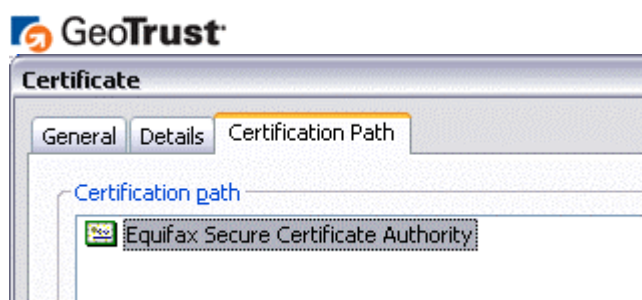 GeoTrust
Certificate
General Details Certification Path
Certification path
Equifax Secure Certificate Authority